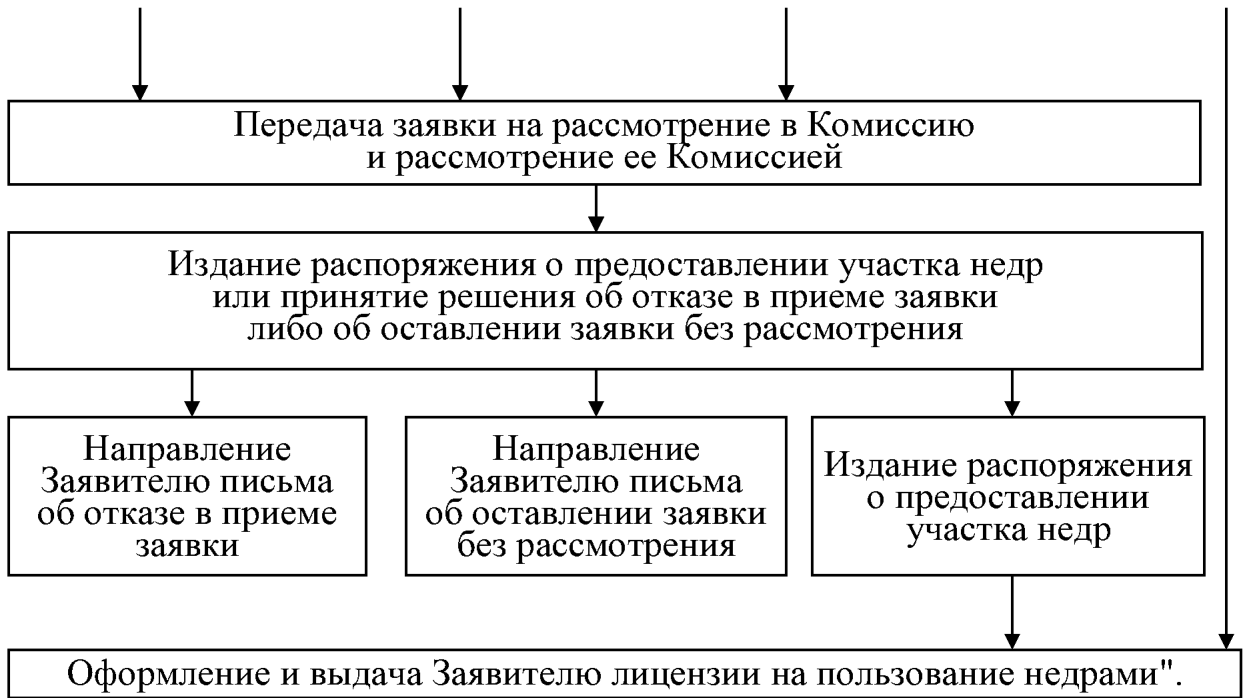 Передача заявки на рассмотрение в Комиссию
и рассмотрение ее Комиссией
Издание распоряжения о предоставлении участка недр
или принятие решения об отказе в приеме заявки
либо об оставлении заявки без рассмотрения
Направление
Заявителю письма
об отказе в приеме
заявки
Направление
Заявителю письма
об оставлении заявки
без рассмотрения
Издание распоряжения
о предоставлении
участка недр
Оформление и выдача Заявителю лицензии на пользование недрами".